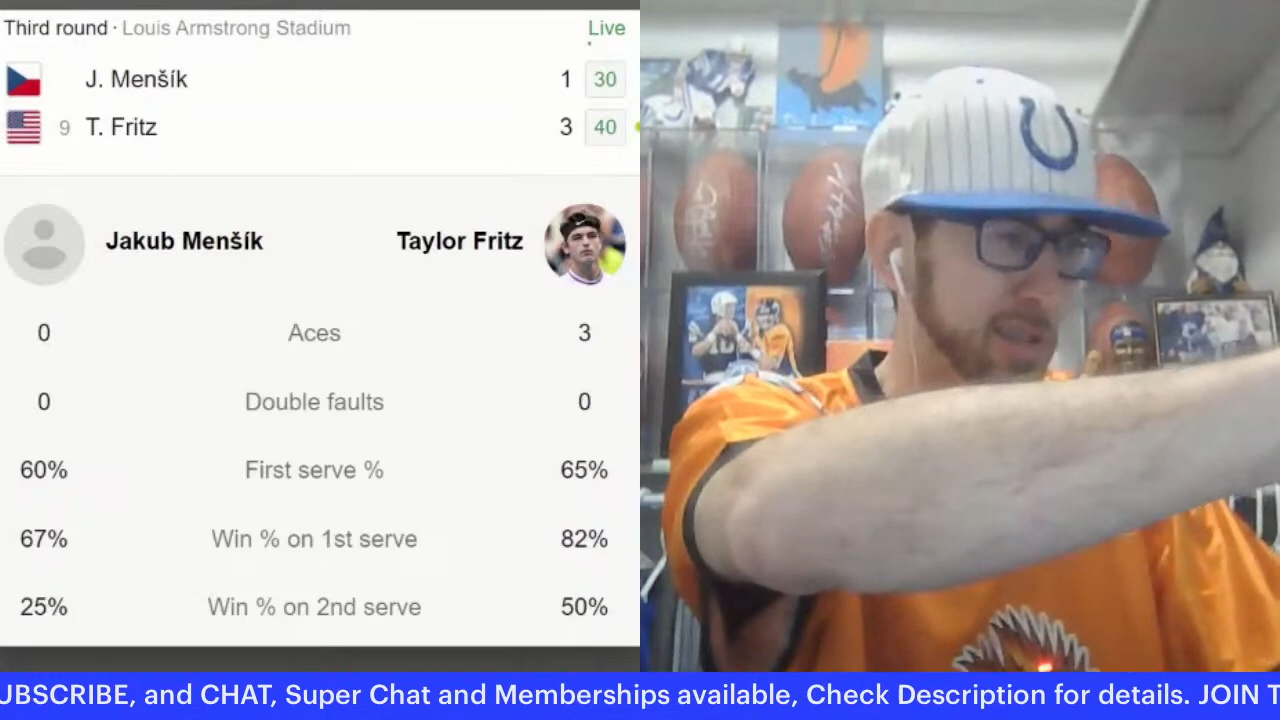 Third round · Louis Armstrong Stadium Live
J. Menšík 1 30
9 T. Fritz 3 40
Jakub Menšík Taylor Fritz
0 Aces 3
0 Double faults 0
60% First serve % 65%
67% Win % on 1st serve 82%
25% Win % on 2nd serve 50%
UBSCRIBE, and CHAT, Super Chat and Memberships available, Check Description for details. JOIN T